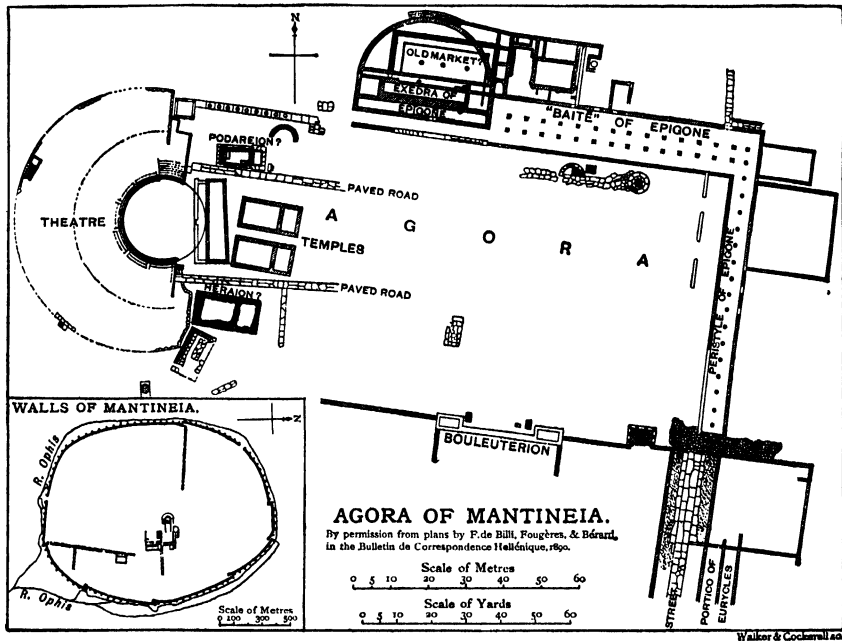 N
OLD MARKET?
EXEDRA OF
EPIGONE
"BAITE" OF EPIGONE
PODAREION?
PAVED ROAD
THEATRE
A G O R A
TEMPLES
PERISTYLE OF EPIGONE
HERAION?
PAVED ROAD
BOULEUTERION
WALLS OF MANTINEIA.
N
R. Ophis
R. Ophis
Scale of Metres
0 100 300 500
AGORA OF MANTINEIA.
By permission from plans by F. de Billi, Fougères, & Bérard,
in the Bulletin de Correspondence Hellénique, 1890.
Scale of Metres
0 5 10 20 30 40 50 60
Scale of Yards
0 5 10 20 30 40 50 60
STREET
PORTICO OF
EURYCLES
Walker & Cockerell sc.